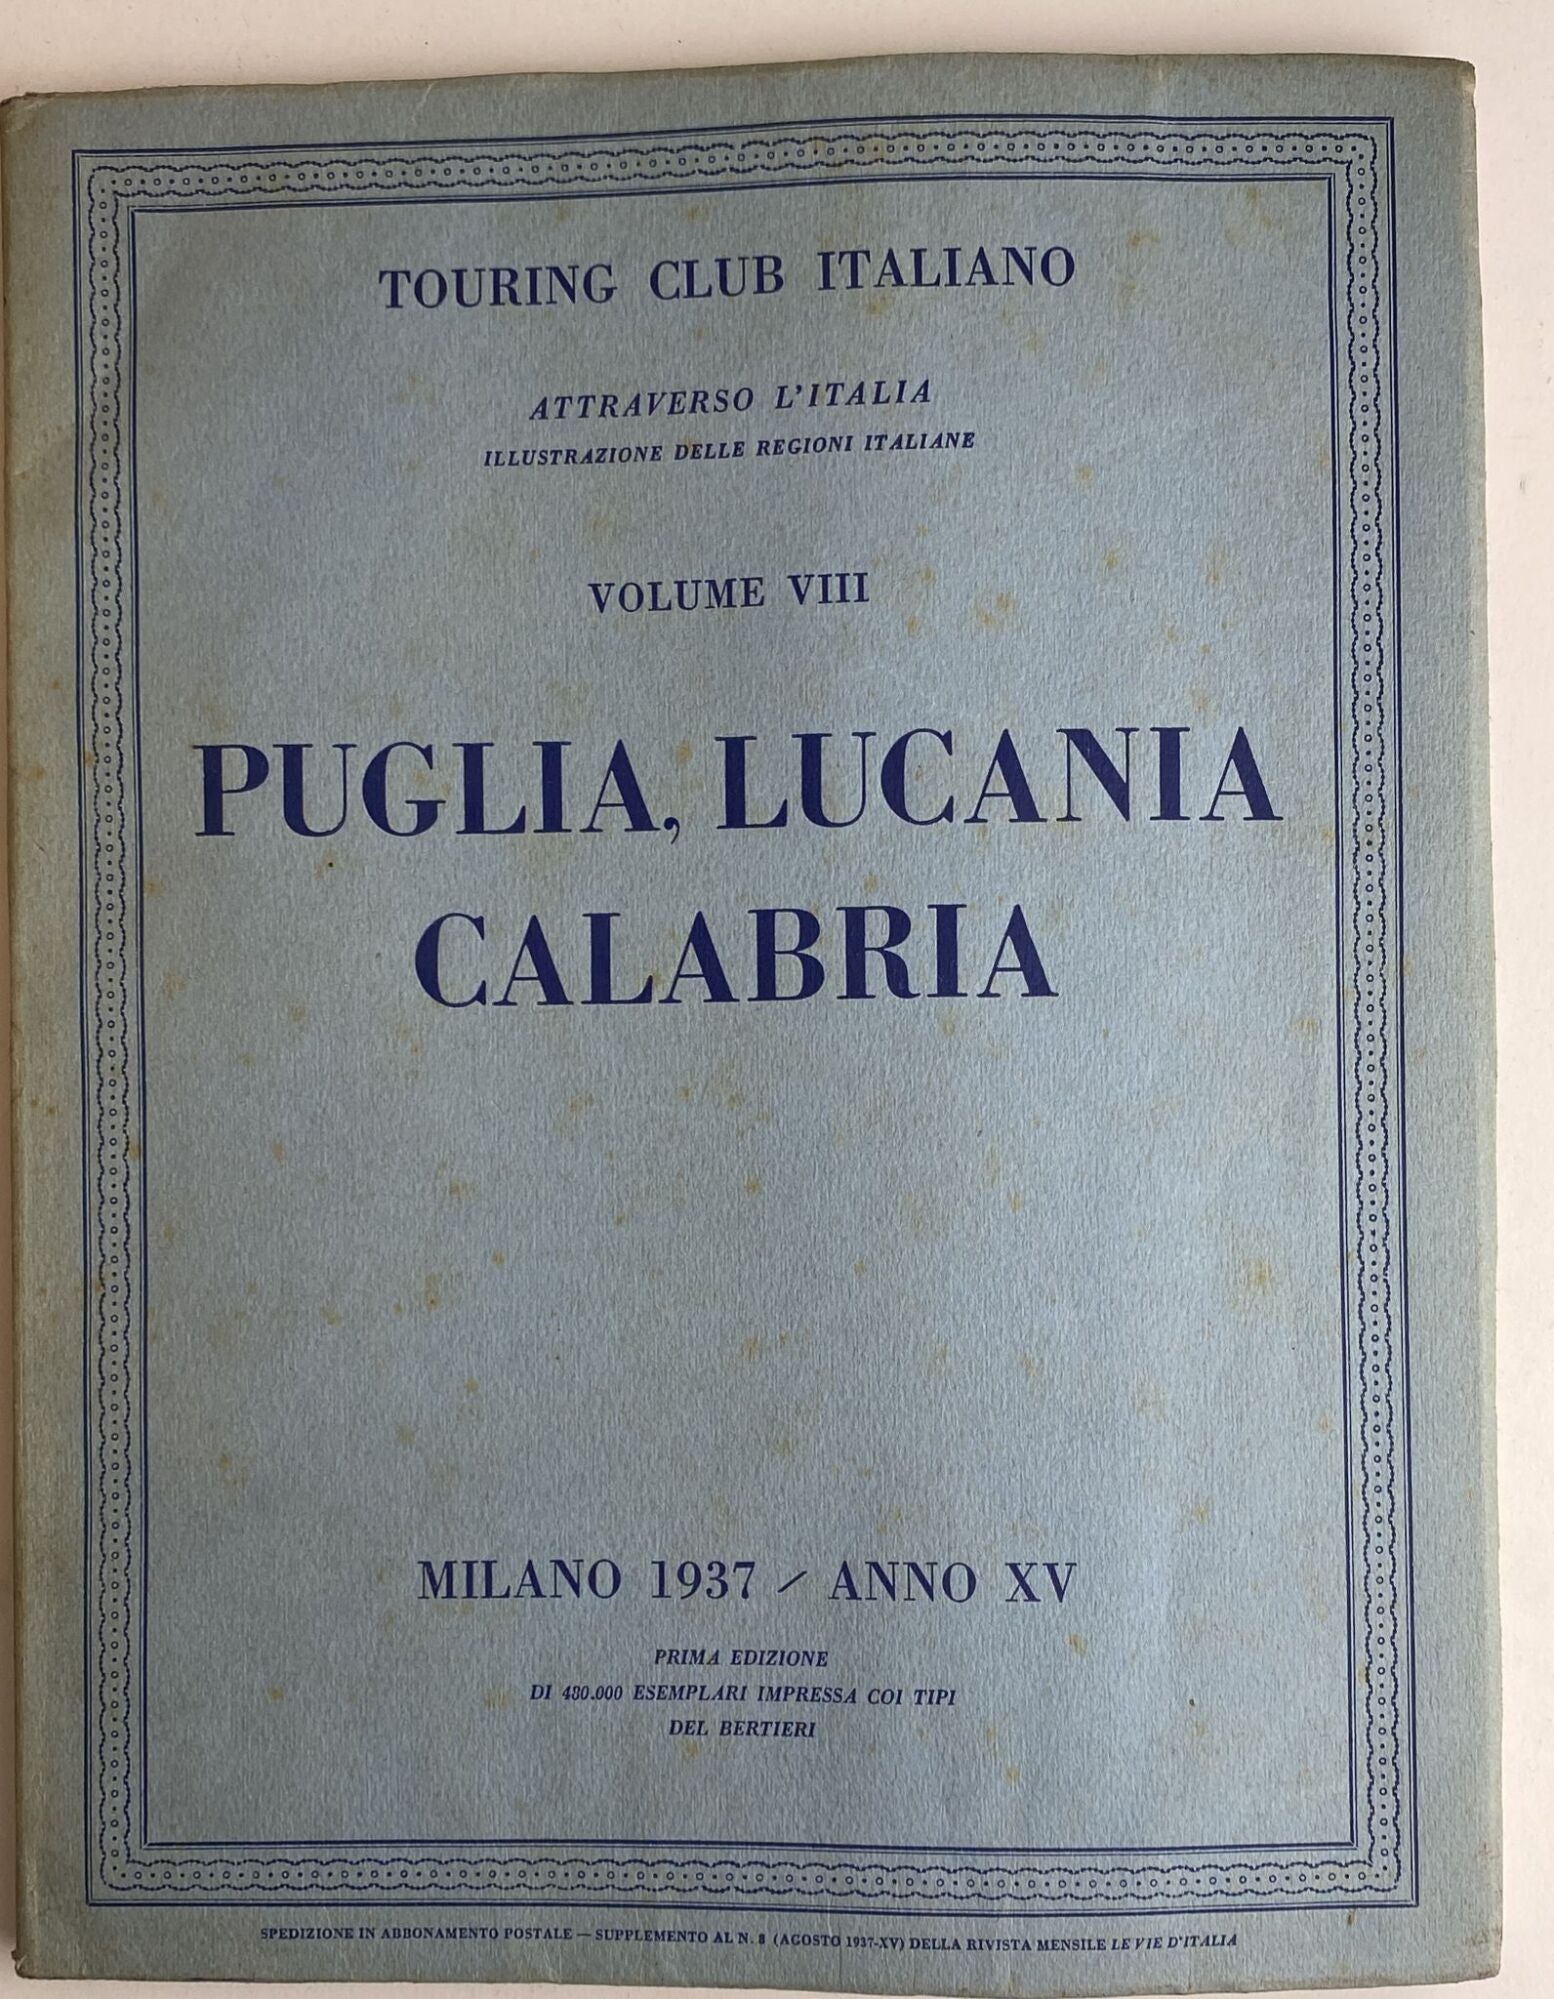 TOURING CLUB ITALIANO
ATTRAVERSO L'ITALIA
ILLUSTRAZIONE DELLE REGIONI ITALIANE
VOLUME VIII
PUGLIA, LUCANIA
CALABRIA
MILANO 1937 / ANNO XV
PRIMA EDIZIONE
DI 480.000 ESEMPLARI IMPRESSA COI TIPI
DEL BERTIERI
SPEDIZIONE IN ABBONAMENTO POSTALE — SUPPLEMENTO AL N. 8 (AGOSTO 1937-XV) DELLA RIVISTA MENSILE LE VIE D'ITALIA